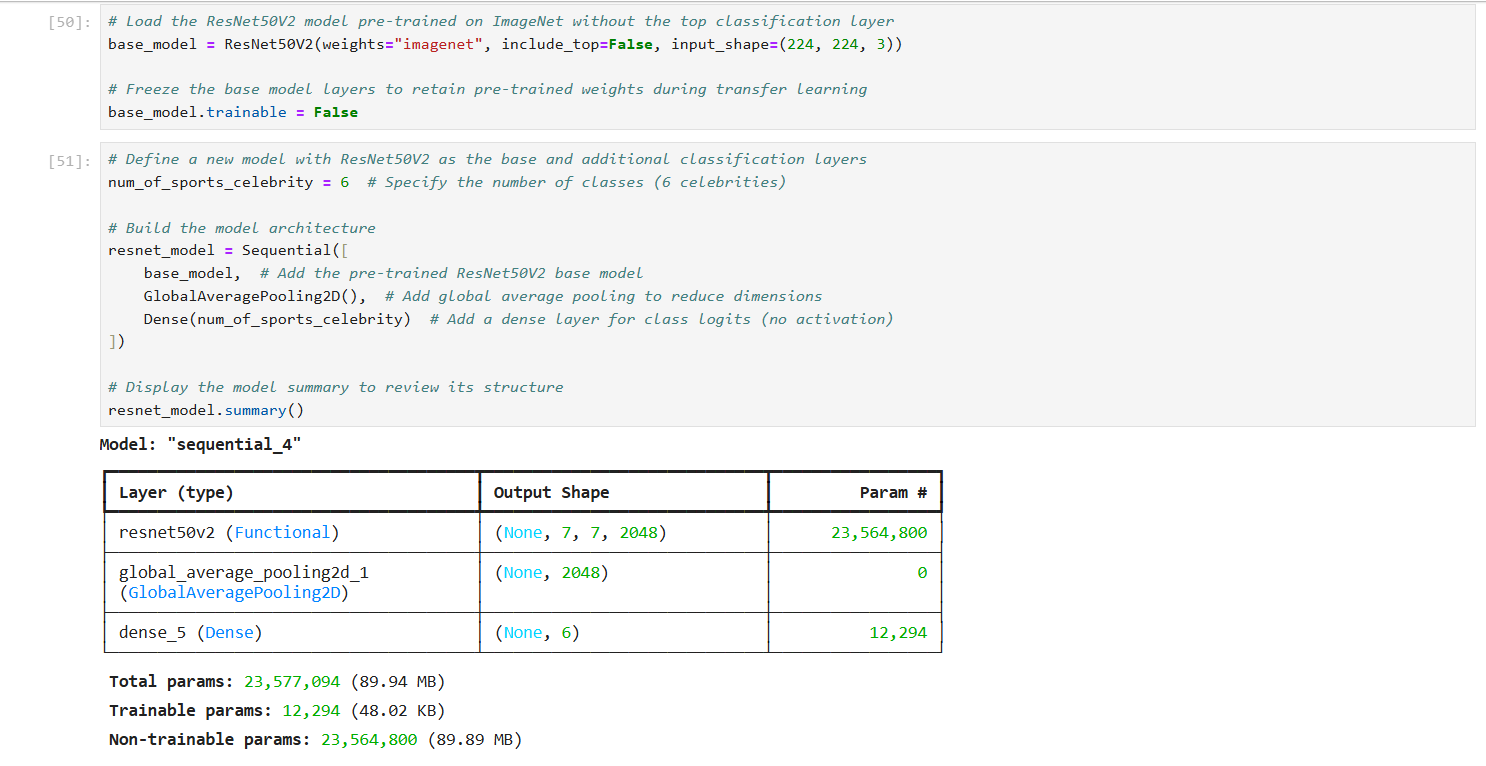 [50]: # Load the ResNet50V2 model pre-trained on ImageNet without the top classification layer
base_model = ResNet50V2(weights="imagenet", include_top=False, input_shape=(224, 224, 3))
# Freeze the base model layers to retain pre-trained weights during transfer learning
base_model.trainable = False
[51]: # Define a new model with ResNet50V2 as the base and additional classification layers
num_of_sports_celebrity = 6  # Specify the number of classes (6 celebrities)
# Build the model architecture
resnet_model = Sequential([
    base_model,  # Add the pre-trained ResNet50V2 base model
    GlobalAveragePooling2D(),  # Add global average pooling to reduce dimensions
    Dense(num_of_sports_celebrity)  # Add a dense layer for class logits (no activation)
])
# Display the model summary to review its structure
resnet_model.summary()
Model: "sequential_4"
Layer (type) Output Shape Param #
resnet50v2 (Functional) (None, 7, 7, 2048) 23,564,800
global_average_pooling2d_1 (None, 2048) 0
(GlobalAveragePooling2D)
dense_5 (Dense) (None, 6) 12,294
Total params: 23,577,094 (89.94 MB)
Trainable params: 12,294 (48.02 KB)
Non-trainable params: 23,564,800 (89.89 MB)